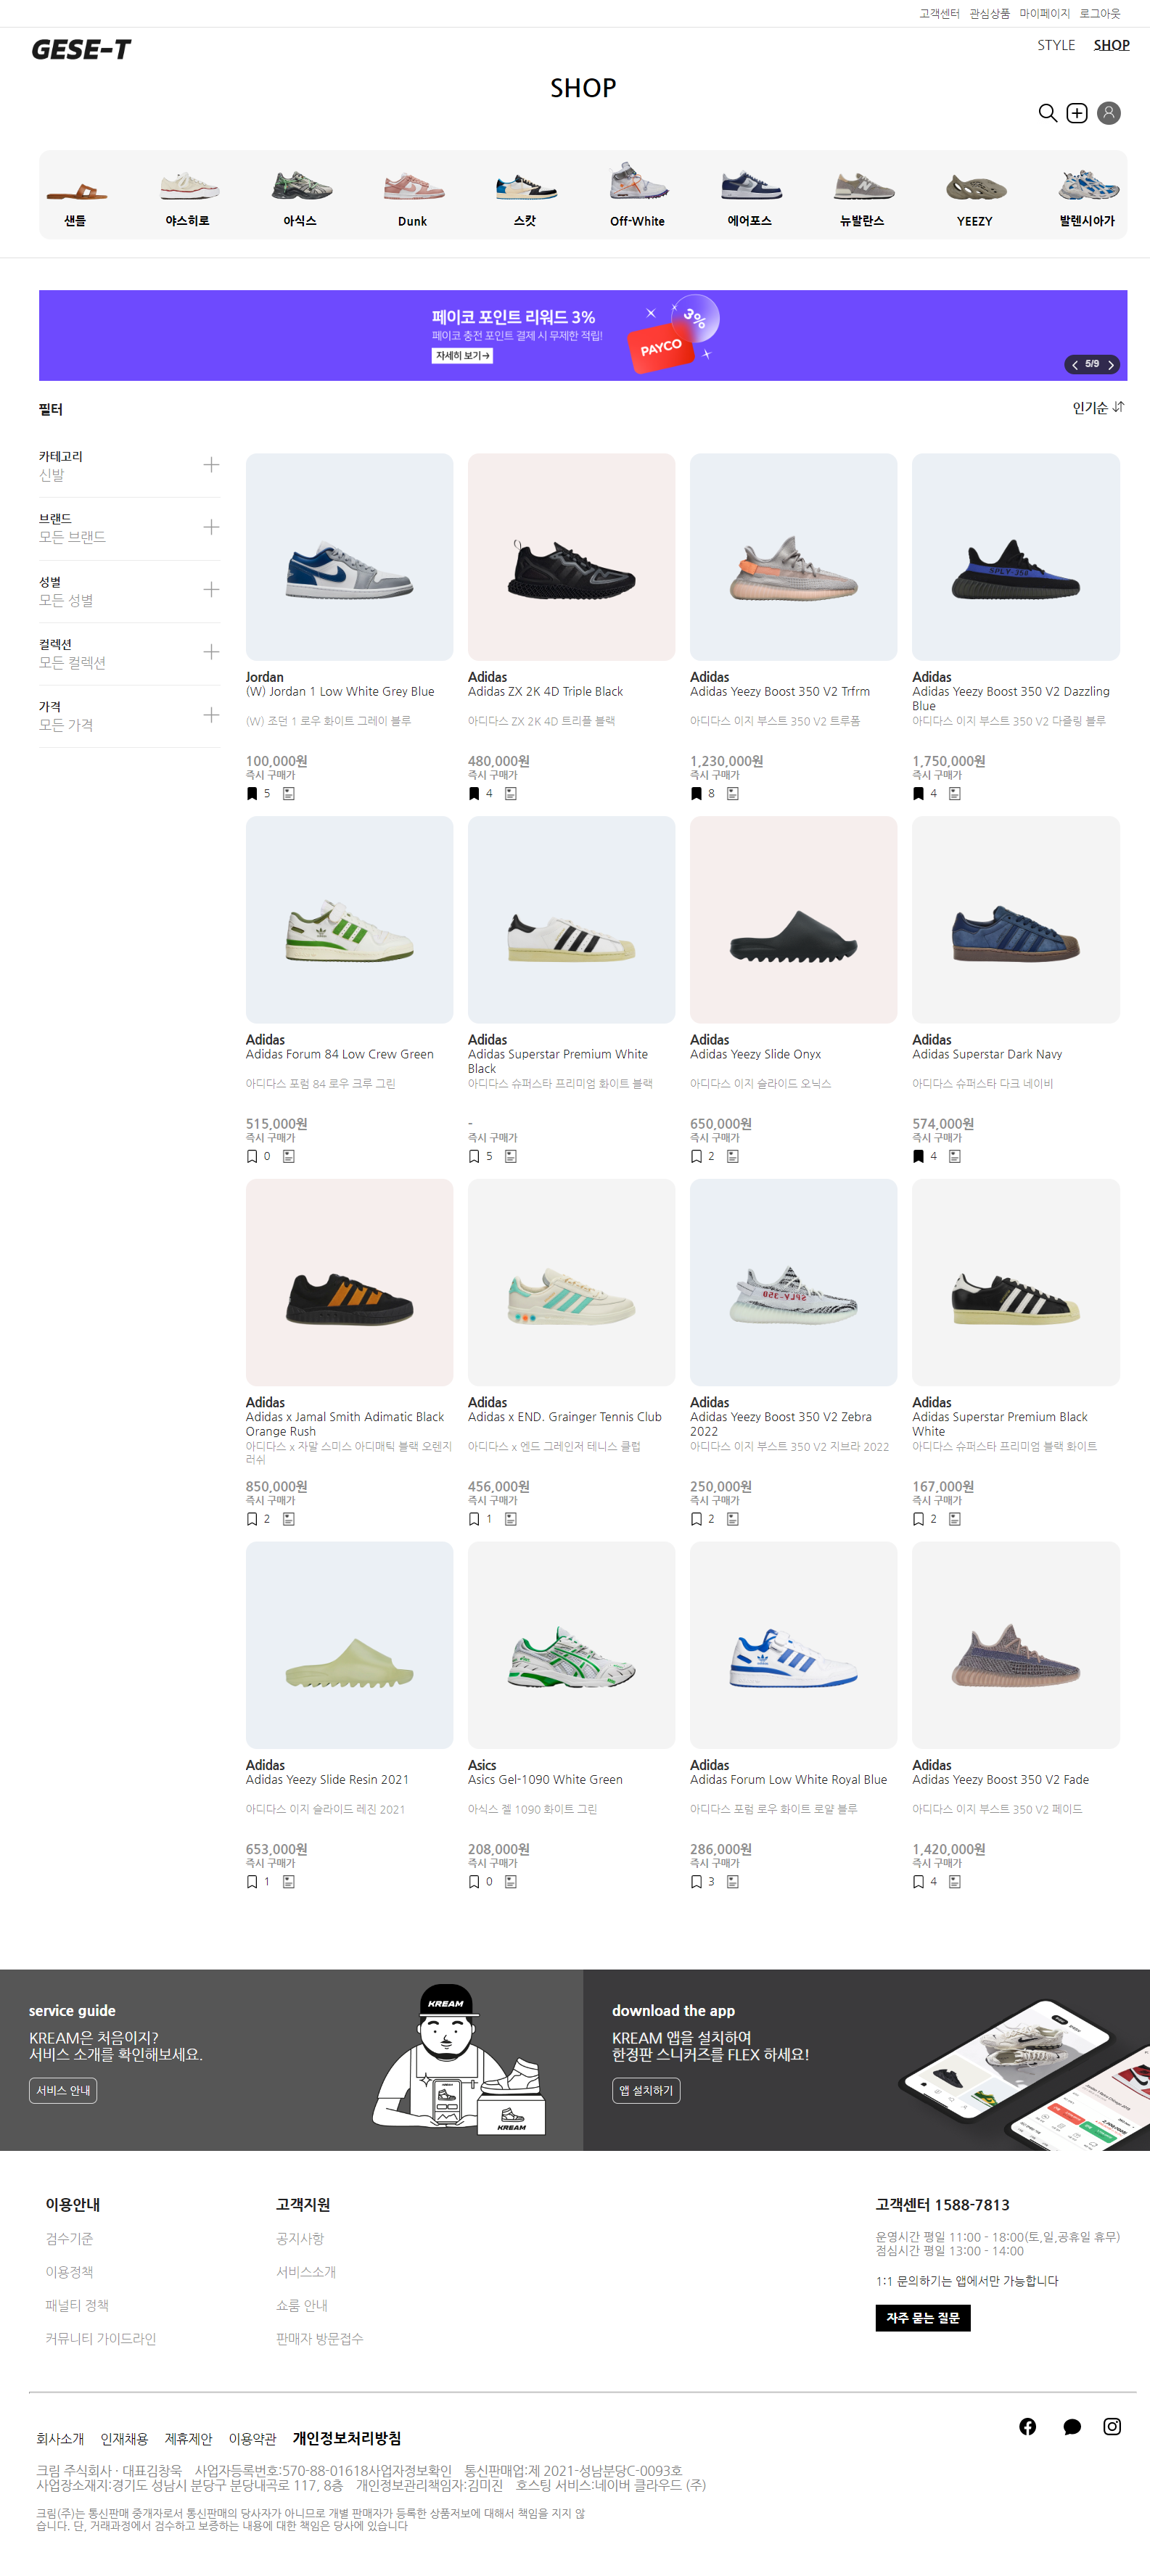 고객센터 관심상품 마이페이지 로그아웃
GESE-T
STYLE SHOP
SHOP
샌들 야스히로 아식스 Dunk 스캇 Off-White 에어포스 뉴발란스 YEEZY 발렌시아가
페이코 포인트 리워드 3%
페이코 충전 포인트 결제 시 무제한 적립!
자세히 보기→
PAYCO
3%
5/9
필터
인기순
카테고리
신발
브랜드
모든 브랜드
성별
모든 성별
컬렉션
모든 컬렉션
가격
모든 가격
Jordan
(W) Jordan 1 Low White Grey Blue
(W) 조던 1 로우 화이트 그레이 블루
100,000원
즉시 구매가
5
Adidas
Adidas ZX 2K 4D Triple Black
아디다스 ZX 2K 4D 트리플 블랙
480,000원
즉시 구매가
4
Adidas
Adidas Yeezy Boost 350 V2 Trfrm
아디다스 이지 부스트 350 V2 트루폼
1,230,000원
즉시 구매가
8
Adidas
Adidas Yeezy Boost 350 V2 Dazzling
Blue
아디다스 이지 부스트 350 V2 다즐링 블루
1,750,000원
즉시 구매가
4
Adidas
Adidas Forum 84 Low Crew Green
아디다스 포럼 84 로우 크루 그린
515,000원
즉시 구매가
0
Adidas
Adidas Superstar Premium White
Black
아디다스 슈퍼스타 프리미엄 화이트 블랙
-
즉시 구매가
5
Adidas
Adidas Yeezy Slide Onyx
아디다스 이지 슬라이드 오닉스
650,000원
즉시 구매가
2
Adidas
Adidas Superstar Dark Navy
아디다스 슈퍼스타 다크 네이비
574,000원
즉시 구매가
4
Adidas
Adidas x Jamal Smith Adimatic Black
Orange Rush
아디다스 x 자말 스미스 아디매틱 블랙 오렌지
러쉬
850,000원
즉시 구매가
2
Adidas
Adidas x END. Grainger Tennis Club
아디다스 x 엔드 그레인저 테니스 클럽
456,000원
즉시 구매가
1
Adidas
Adidas Yeezy Boost 350 V2 Zebra
2022
아디다스 이지 부스트 350 V2 지브라 2022
250,000원
즉시 구매가
2
Adidas
Adidas Superstar Premium Black
White
아디다스 슈퍼스타 프리미엄 블랙 화이트
167,000원
즉시 구매가
2
Adidas
Adidas Yeezy Slide Resin 2021
아디다스 이지 슬라이드 레진 2021
653,000원
즉시 구매가
1
Asics
Asics Gel-1090 White Green
아식스 젤 1090 화이트 그린
208,000원
즉시 구매가
0
Adidas
Adidas Forum Low White Royal Blue
아디다스 포럼 로우 화이트 로얄 블루
286,000원
즉시 구매가
3
Adidas
Adidas Yeezy Boost 350 V2 Fade
아디다스 이지 부스트 350 V2 페이드
1,420,000원
즉시 구매가
4
service guide
KREAM은 처음이지?
서비스 소개를 확인해보세요.
서비스 안내
KREAM
KREAM
download the app
KREAM 앱을 설치하여
한정판 스니커즈를 FLEX 하세요!
앱 설치하기
이용안내
검수기준
이용정책
패널티 정책
커뮤니티 가이드라인
고객지원
공지사항
서비스소개
쇼룸 안내
판매자 방문접수
고객센터 1588-7813
운영시간 평일 11:00 - 18:00(토,일,공휴일 휴무)
점심시간 평일 13:00 - 14:00
1:1 문의하기는 앱에서만 가능합니다
자주 묻는 질문
회사소개 인재채용 제휴제안 이용약관 개인정보처리방침
크림 주식회사 · 대표김창욱 사업자등록번호:570-88-01618사업자정보확인 통신판매업:제 2021-성남분당C-0093호
사업장소재지:경기도 성남시 분당구 분당내곡로 117, 8층 개인정보관리책임자:김미진 호스팅 서비스:네이버 클라우드 (주)
크림(주)는 통신판매 중개자로서 통신판매의 당사자가 아니므로 개별 판매자가 등록한 상품저보에 대해서 책임을 지지 않
습니다. 단, 거래과정에서 검수하고 보증하는 내용에 대한 책임은 당사에 있습니다